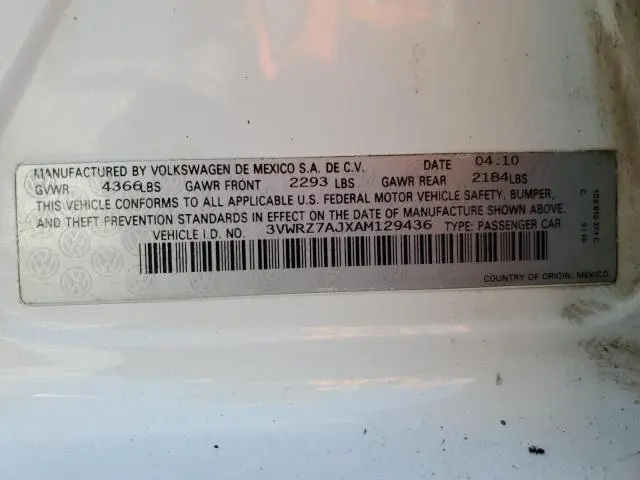 MANUFACTURED BY VOLKSWAGEN DE MEXICO S.A. DE C.V. DATE 04.10
GVWR 4366LBS GAWR FRONT 2293 LBS GAWR REAR 2184LBS
THIS VEHICLE CONFORMS TO ALL APPLICABLE U.S. FEDERAL MOTOR VEHICLE SAFETY, BUMPER,
AND THEFT PREVENTION STANDARDS IN EFFECT ON THE DATE OF MANUFACTURE SHOWN ABOVE.
VEHICLE I.D. NO. 3VWRZ7AJXAM129436 TYPE: PASSENGER CAR
COUNTRY OF ORIGIN: MEXICO